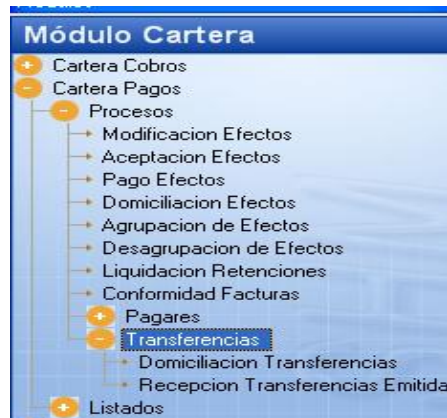 Módulo Cartera
Cartera Cobros
Cartera Pagos
Procesos
Modificacion Efectos
Aceptacion Efectos
Pago Efectos
Domiciliacion Efectos
Agrupacion de Efectos
Desagrupacion de Efectos
Liquidacion Retenciones
Conformidad Facturas
Pagares
Transferencias
Domiciliacion Transferencias
Recepcion Transferencias Emitida
Listados